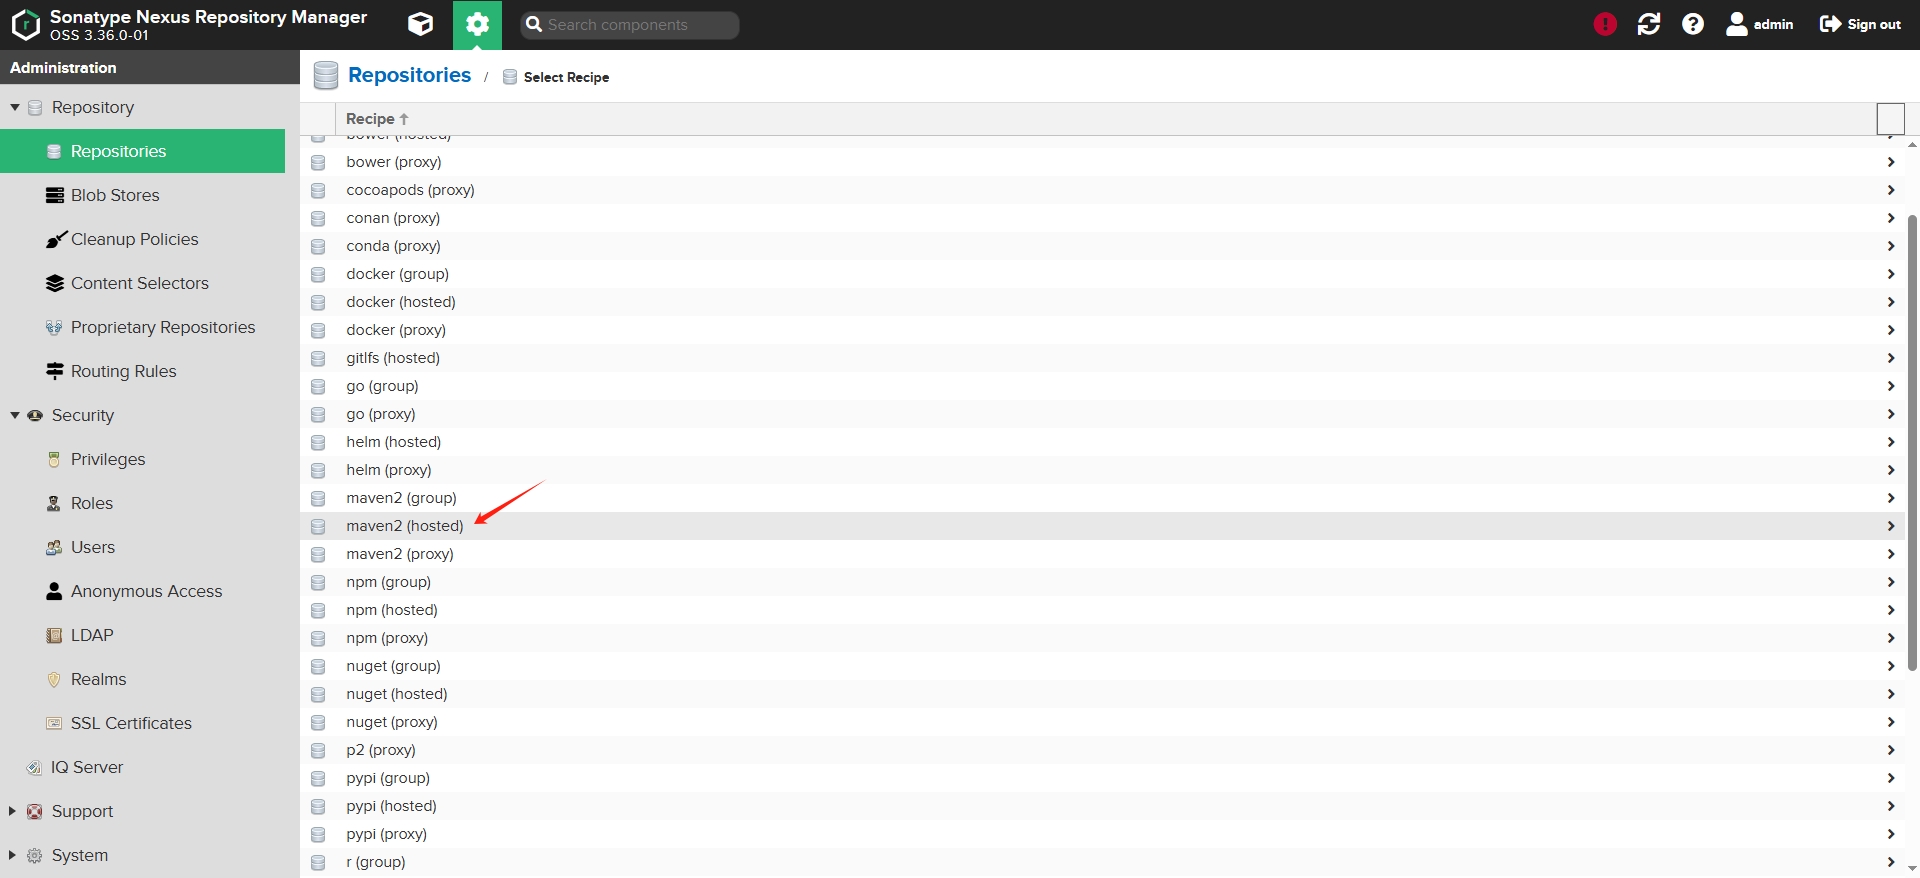 Sonatype Nexus Repository Manager
OSS 3.36.0-01
Search components
admin
Sign out
Administration
Repository
Repositories
Blob Stores
Cleanup Policies
Content Selectors
Proprietary Repositories
Routing Rules
Security
Privileges
Roles
Users
Anonymous Access
LDAP
Realms
SSL Certificates
IQ Server
Support
System
Repositories / Select Recipe
Recipe
bower (hosted)
bower (proxy)
cocoapods (proxy)
conan (proxy)
conda (proxy)
docker (group)
docker (hosted)
docker (proxy)
gitlfs (hosted)
go (group)
go (proxy)
helm (hosted)
helm (proxy)
maven2 (group)
maven2 (hosted)
maven2 (proxy)
npm (group)
npm (hosted)
npm (proxy)
nuget (group)
nuget (hosted)
nuget (proxy)
p2 (proxy)
pypi (group)
pypi (hosted)
pypi (proxy)
r (group)